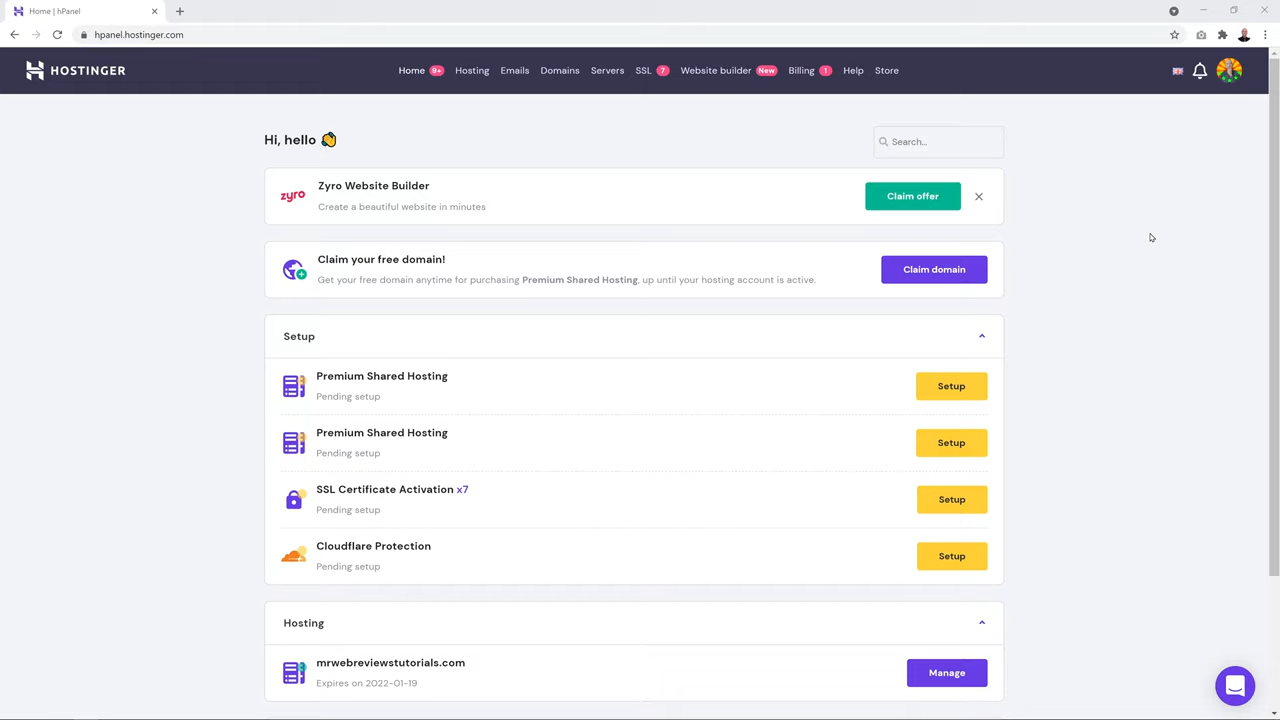 Home | hPanel
hpanel.hostinger.com
HOSTINGER
Home 9+ Hosting Emails Domains Servers SSL 7 Website builder New Billing 1 Help Store
Hi, hello
Search...
zyro
Zyro Website Builder
Create a beautiful website in minutes
Claim offer
Claim your free domain!
Get your free domain anytime for purchasing Premium Shared Hosting, up until your hosting account is active.
Claim domain
Setup
Premium Shared Hosting
Pending setup
Setup
Premium Shared Hosting
Pending setup
Setup
SSL Certificate Activation x7
Pending setup
Setup
Cloudflare Protection
Pending setup
Setup
Hosting
mrwebreviewstutorials.com
Expires on 2022-01-19
Manage